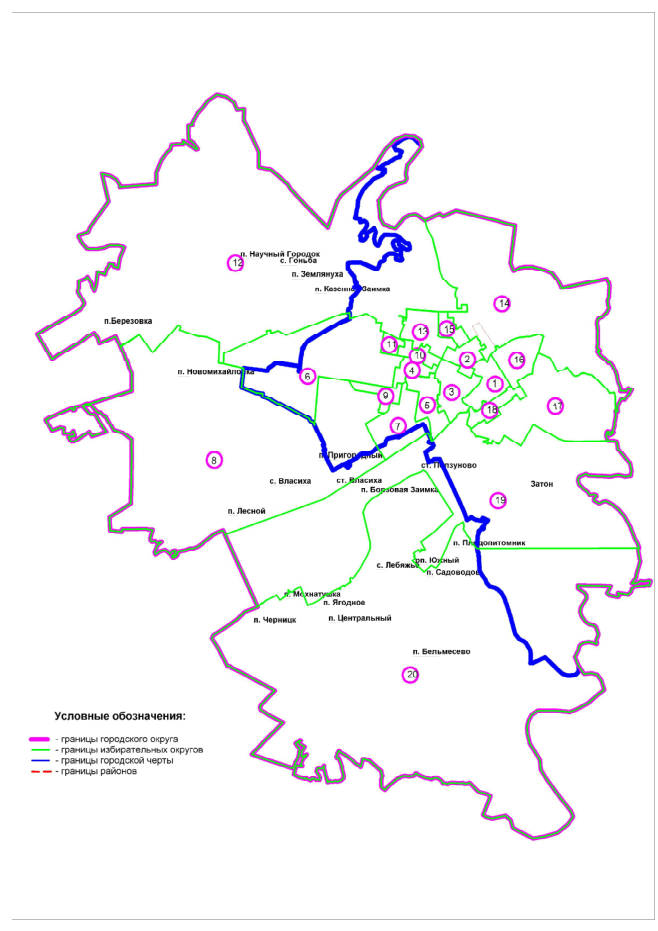 п. Научный Городок
с. Гоньба
12
п. Землянуха
п. Казенная Заимка
14
п.Березовка
13
15
11
10
2
16
п. Новомихайловка
6
4
1
9
3
5
18
17
7
п. Пригородный
8
ст. Ползуново
с. Власиха
ст. Власиха
Затон
п. Борзовая Заимка
19
п. Лесной
п. Плодопитомник
с. Лебяжье
п. Южный
п. Садоводов
п. Мохнатушка
п. Ягодное
п. Черницк
п. Центральный
п. Бельмесево
20
Условные обозначения:
- границы городского округа
- границы избирательных округов
- границы городской черты
- границы районов